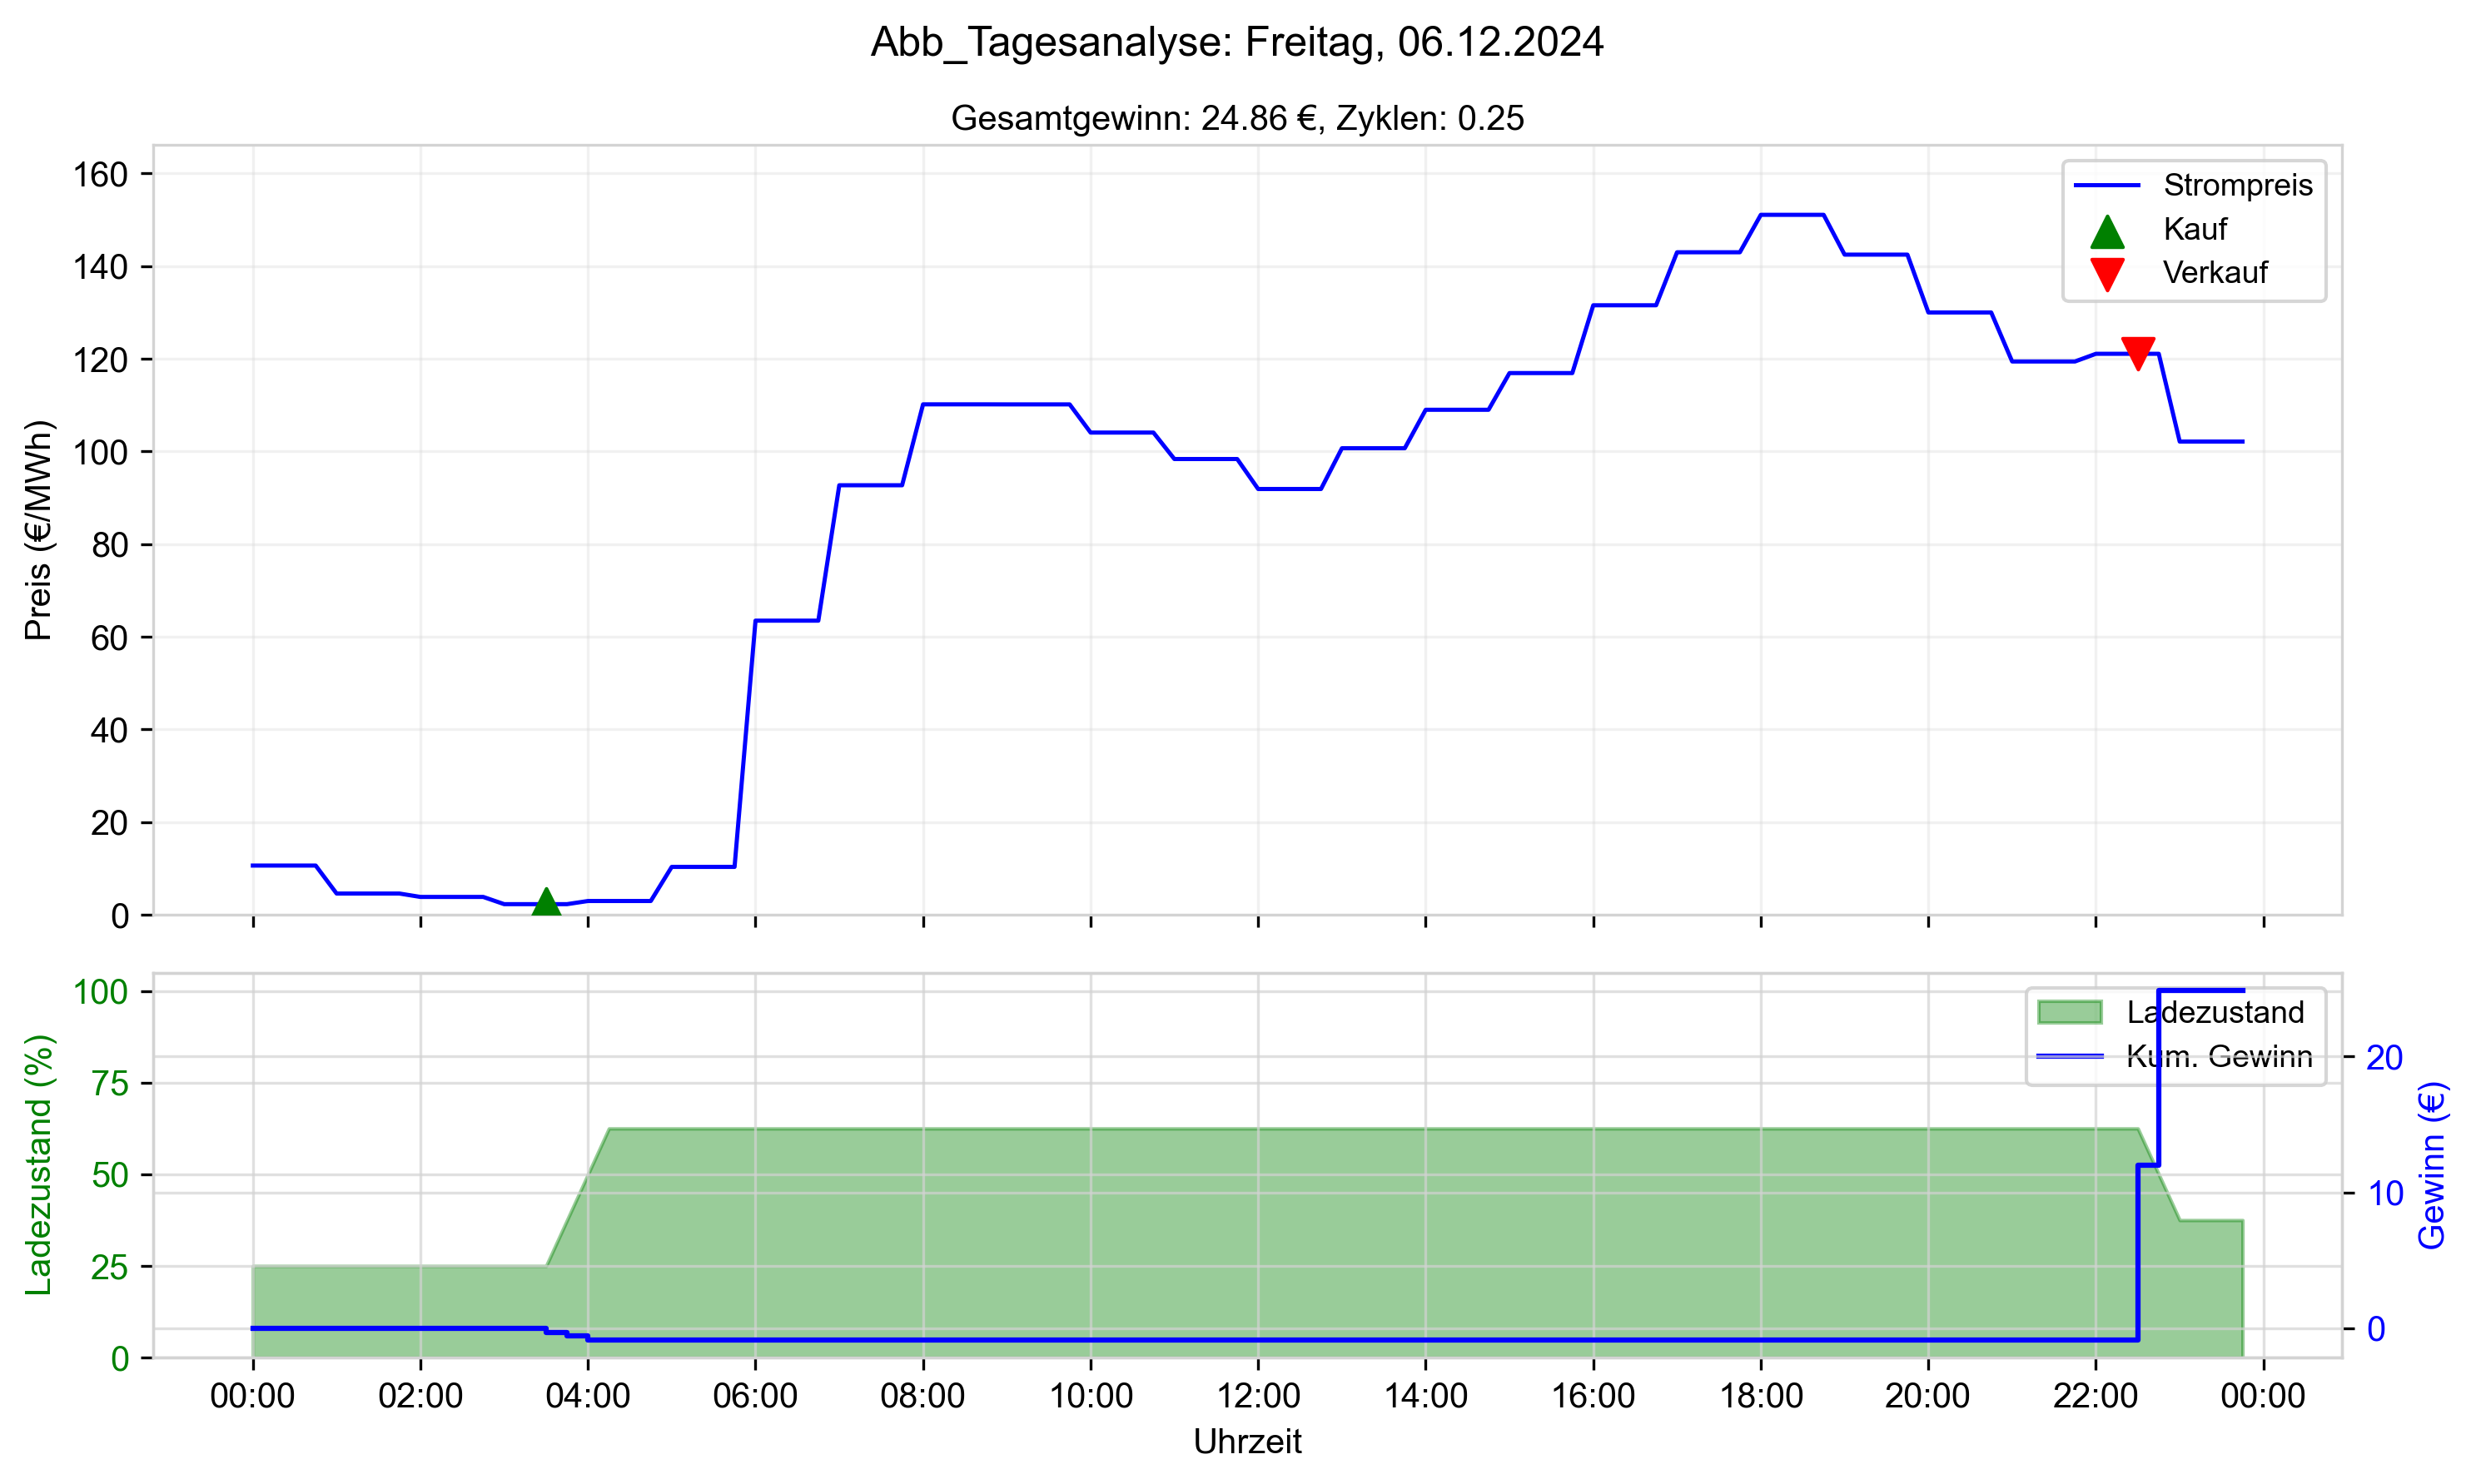 Abb_Tagesanalyse: Freitag, 06.12.2024
Gesamtgewinn: 24.86 €, Zyklen: 0.25
Preis (€/MWh)
160
140
120
100
80
60
40
20
0
Strompreis
Kauf
Verkauf
Ladezustand (%)
100
75
50
25
0
Ladezustand
Kum. Gewinn
20
10
0
Gewinn (€)
00:00 02:00 04:00 06:00 08:00 10:00 12:00 14:00 16:00 18:00 20:00 22:00 00:00
Uhrzeit